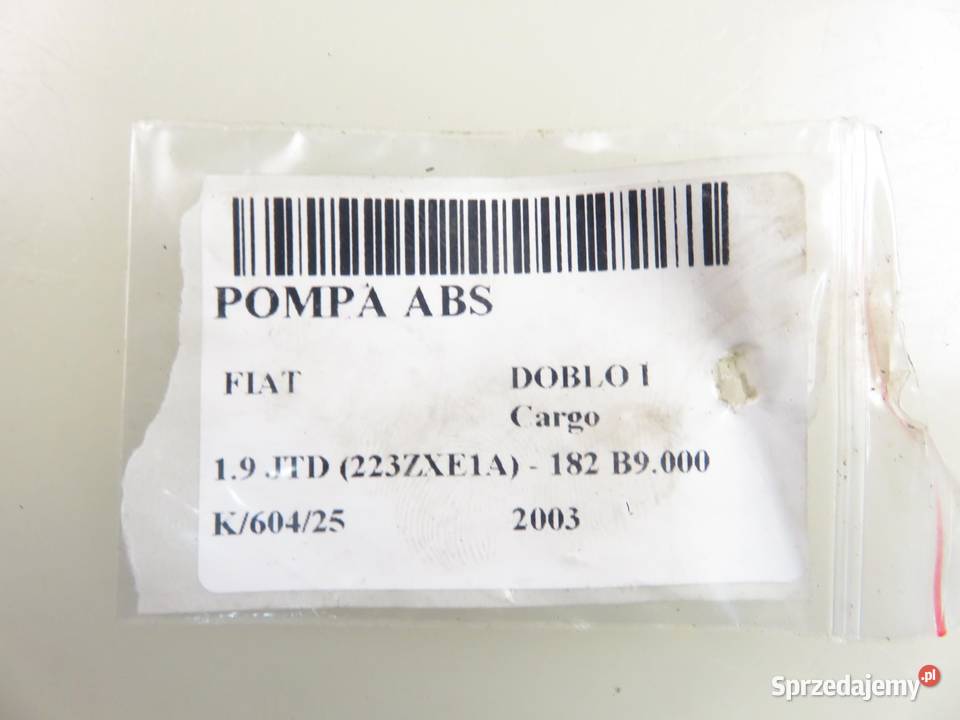 POMPA ABS
FIAT DOBLO I
Cargo
1.9 JTD (223ZXE1A) - 182 B9.000
K/604/25 2003
Sprzedajemy.pl